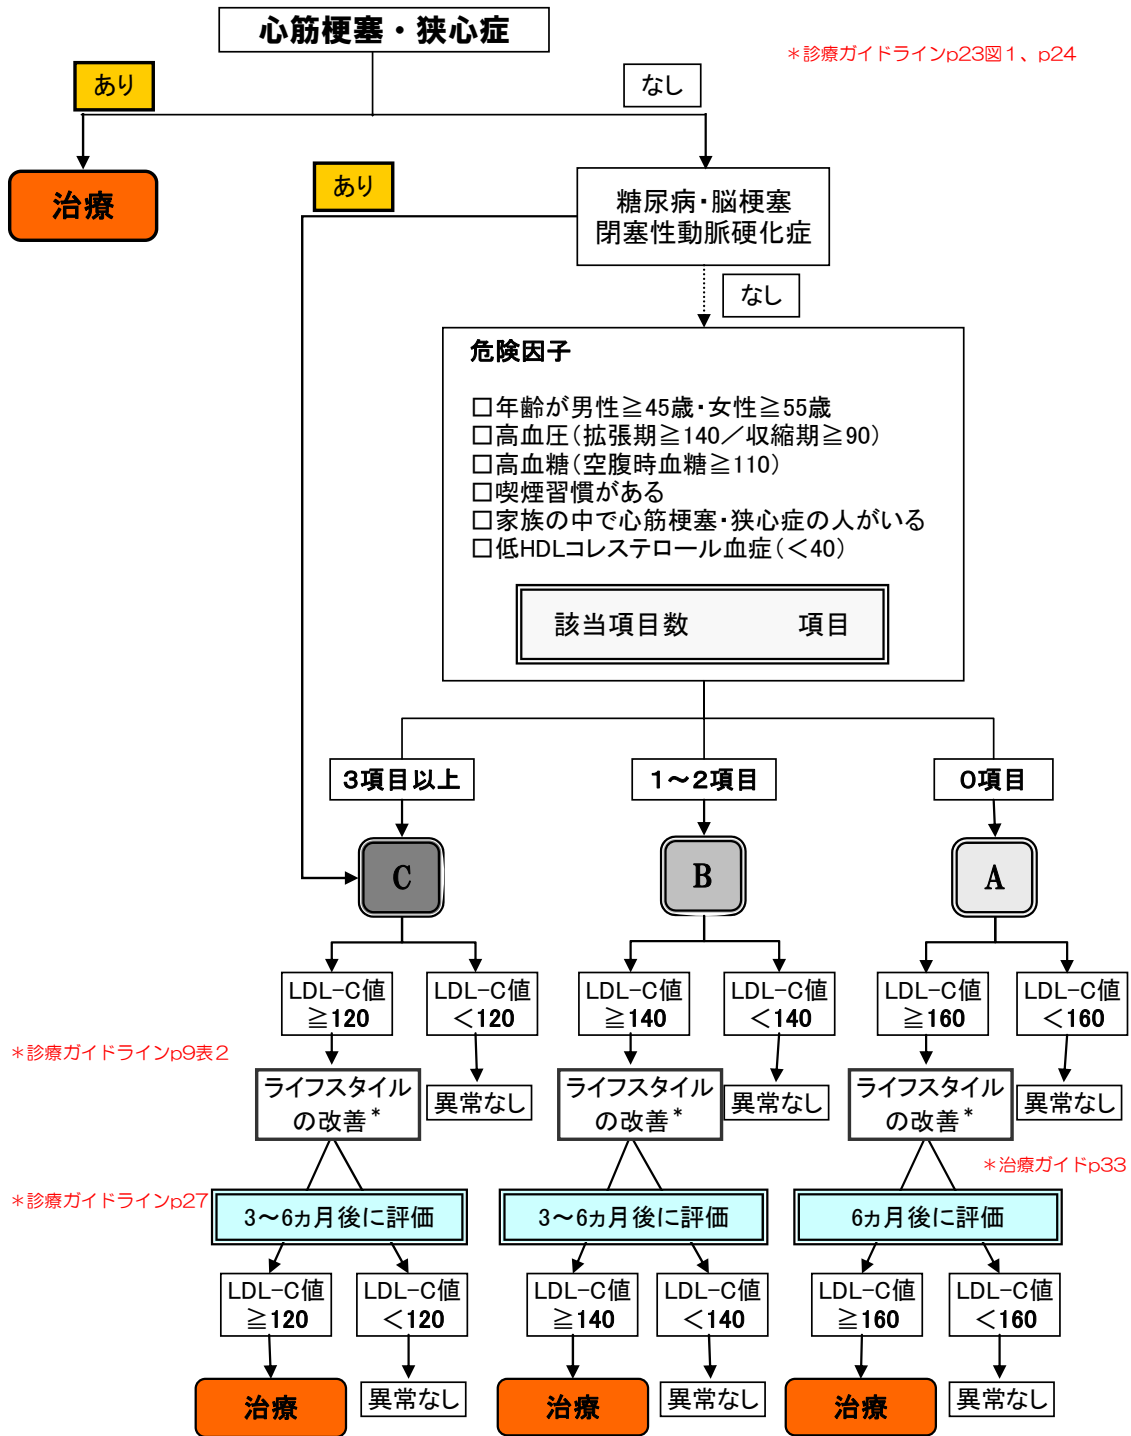 心筋梗塞・狭心症
＊診療ガイドラインp23図１、p24
あり
なし
治療
あり
糖尿病・脳梗塞
閉塞性動脈硬化症
なし
危険因子
□年齢が男性≧45歳・女性≧55歳
□高血圧（拡張期≧140／収縮期≧90）
□高血糖（空腹時血糖≧110）
□喫煙習慣がある
□家族の中で心筋梗塞・狭心症の人がいる
□低HDLコレステロール血症（＜40）
該当項目数　　　　項目
３項目以上
１～２項目
０項目
C
B
A
LDL-C値
≧120
LDL-C値
＜120
LDL-C値
≧140
LDL-C値
＜140
LDL-C値
≧160
LDL-C値
＜160
＊診療ガイドラインp9表２
ライフスタイル
の改善*
異常なし
ライフスタイル
の改善*
異常なし
ライフスタイル
の改善*
異常なし
＊治療ガイドp33
＊診療ガイドラインp27
3～6ヵ月後に評価
3～6ヵ月後に評価
6ヵ月後に評価
LDL-C値
≧120
LDL-C値
＜120
LDL-C値
≧140
LDL-C値
＜140
LDL-C値
≧160
LDL-C値
＜160
治療
異常なし
治療
異常なし
治療
異常なし